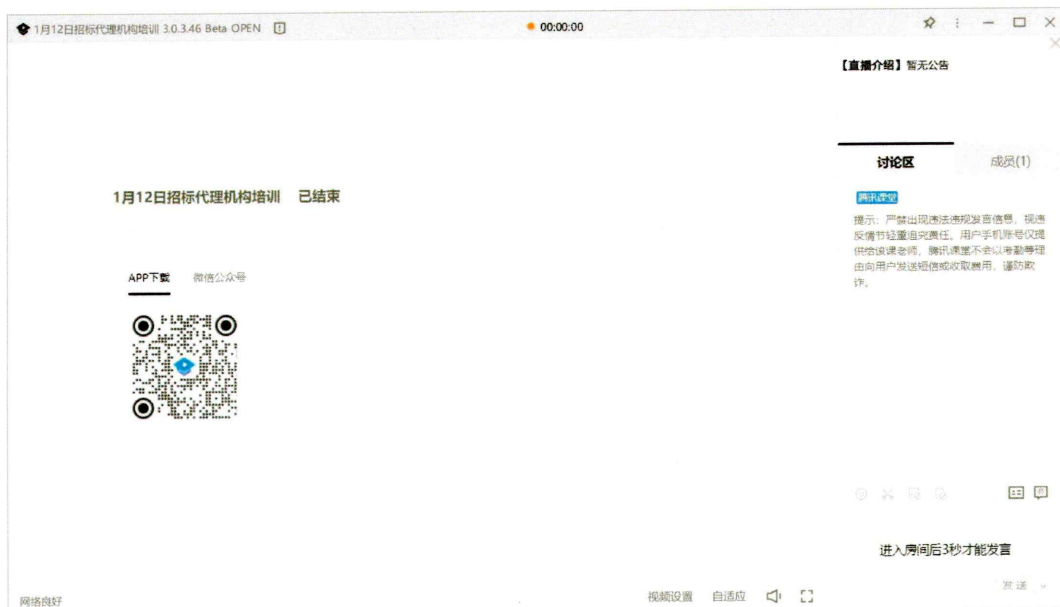 1月12日招标代理机构培训 3.0.3.46 Beta OPEN
00:00:00
【直播介绍】暂无公告
讨论区 成员(1)
1月12日招标代理机构培训 已结束
腾讯课堂
提示:严禁出现违法违规发言信息,视违
反情节轻重追究责任。用户手机账号仅提
供给该课老师,腾讯课堂不会以考勤等理
由向用户发送短信或收取费用,谨防欺
诈。
APP下载 微信公众号
进入房间后3秒才能发言
发送
网络良好
视频设置 自适应